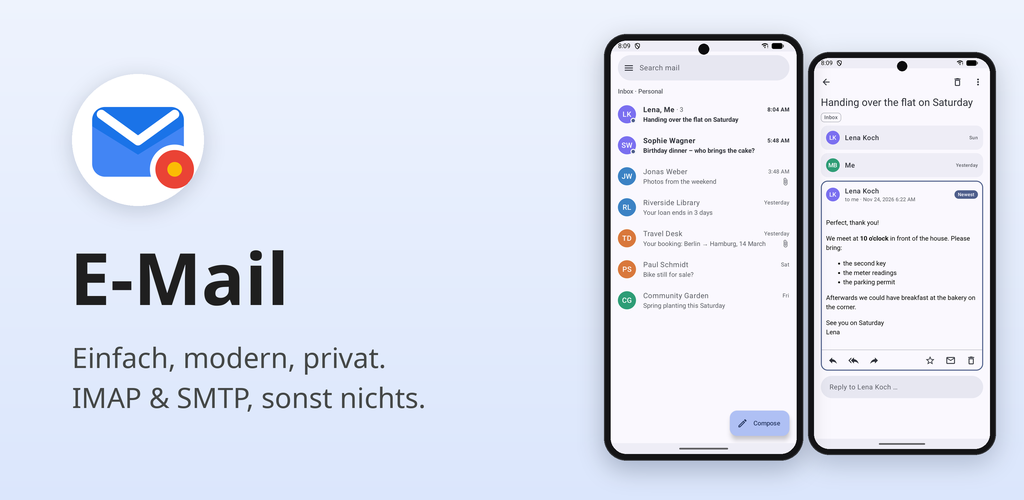 E-Mail
Einfach, modern, privat.
IMAP & SMTP, sonst nichts.
8:09
Search mail
Inbox · Personal
LK
Lena, Me · 3
8:04 AM
Handing over the flat on Saturday
SW
Sophie Wagner
5:48 AM
Birthday dinner – who brings the cake?
JW
Jonas Weber
3:48 AM
Photos from the weekend
RL
Riverside Library
Yesterday
Your loan ends in 3 days
TD
Travel Desk
Yesterday
Your booking: Berlin → Hamburg, 14 March
PS
Paul Schmidt
Sat
Bike still for sale?
CG
Community Garden
Fri
Spring planting this Saturday
Compose
8:09
Handing over the flat on Saturday
Inbox
LK
Lena Koch
Sun
MB
Me
Yesterday
LK
Lena Koch
Newest
to me · Nov 24, 2026 6:22 AM
Perfect, thank you!
We meet at 10 o'clock in front of the house. Please
bring:
• the second key
• the meter readings
• the parking permit
Afterwards we could have breakfast at the bakery on
the corner.
See you on Saturday
Lena
Reply to Lena Koch …